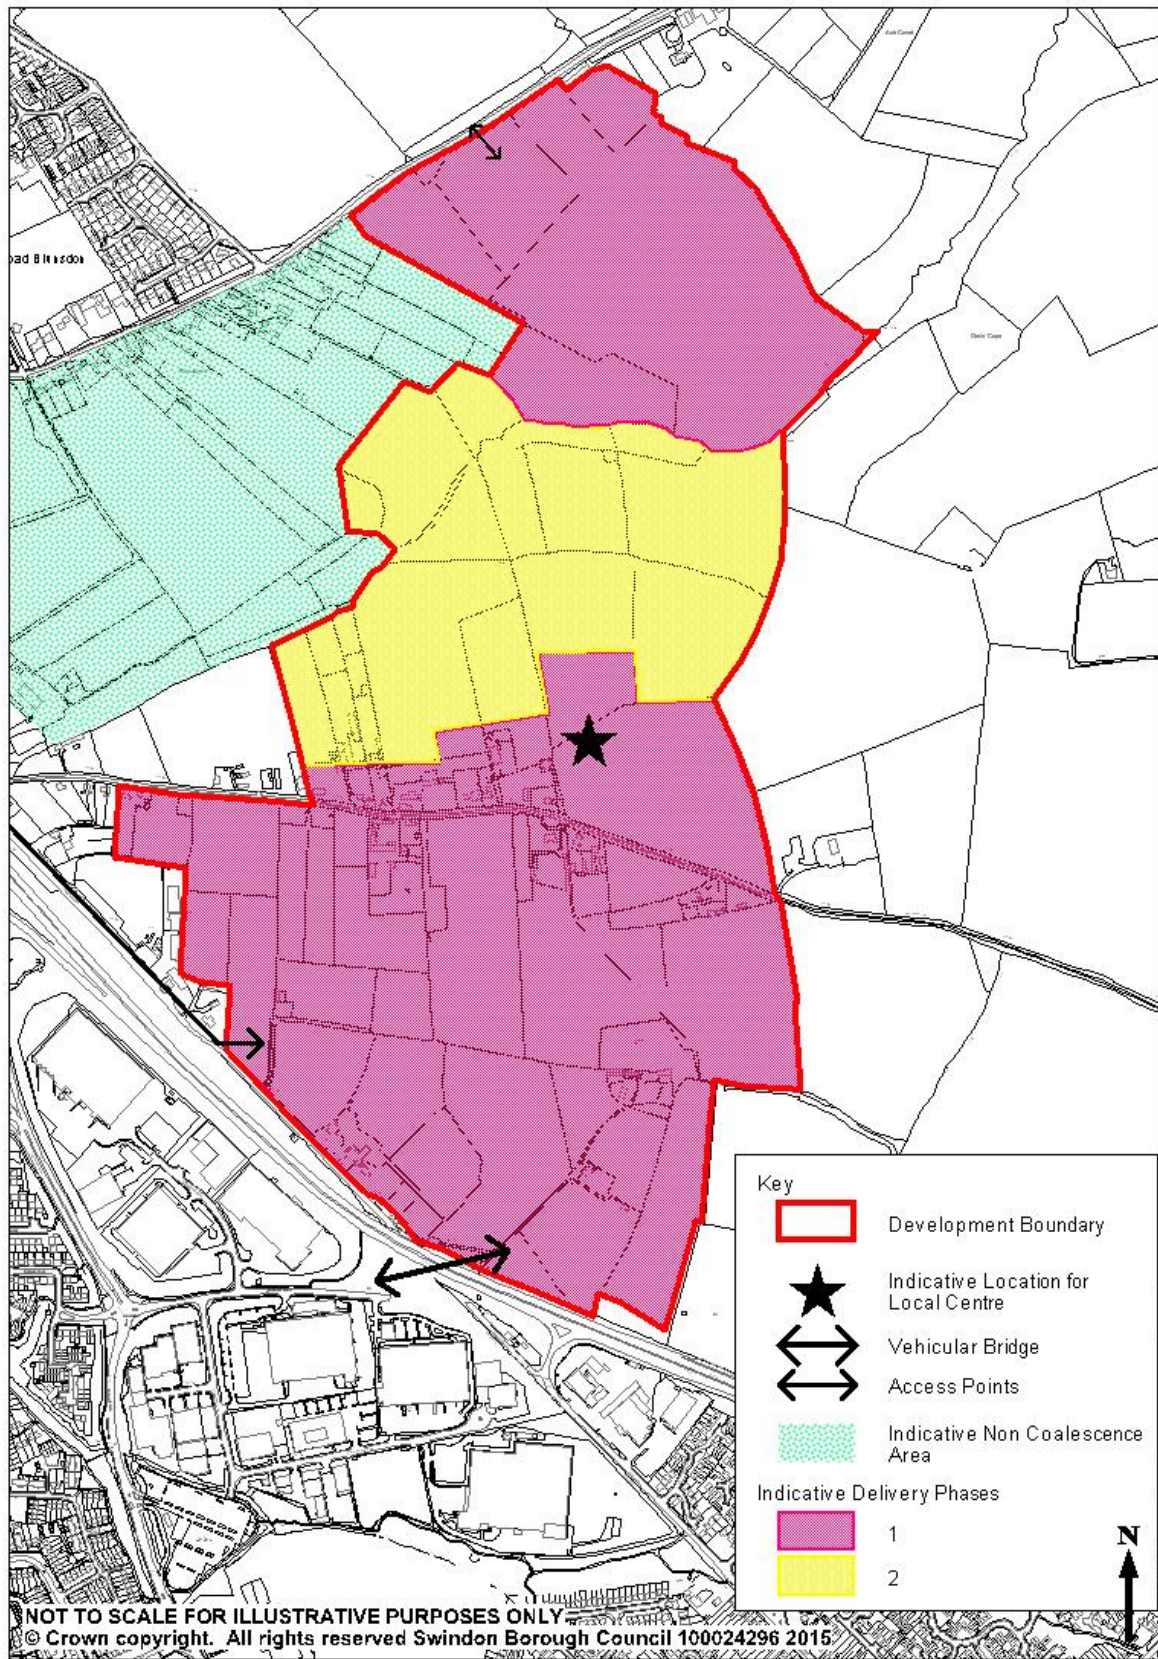 Key
Development Boundary
Indicative Location for
Local Centre
Vehicular Bridge
Access Points
Indicative Non Coalescence
Area
Indicative Delivery Phases
1
2
N
NOT TO SCALE FOR ILLUSTRATIVE PURPOSES ONLY
© Crown copyright. All rights reserved Swindon Borough Council 100024296 2015